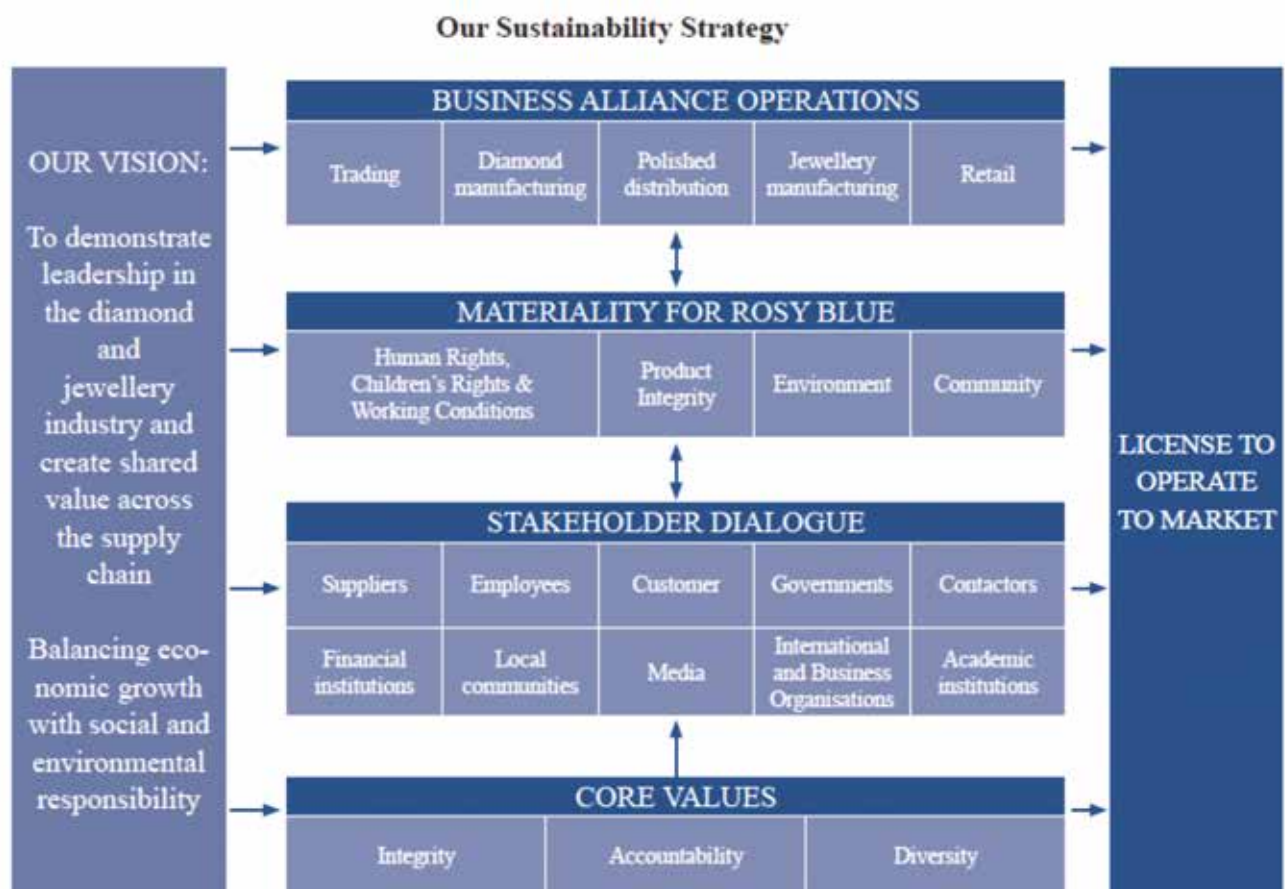 Our Sustainability Strategy
OUR VISION:
To demonstrate
leadership in
the diamond
and
jewellery
industry and
create shared
value across
the supply
chain
Balancing eco-
nomic growth
with social and
environmental
responsibility
BUSINESS ALLIANCE OPERATIONS
Trading
Diamond
manufacturing
Polished
distribution
Jewellery
manufacturing
Retail
MATERIALITY FOR ROSY BLUE
Human Rights,
Children's Rights &
Working Conditions
Product
Integrity
Environment
Community
STAKEHOLDER DIALOGUE
Suppliers
Employees
Customer
Governments
Contactors
Financial
institutions
Local
communities
Media
International
and Business
Organisations
Academic
institutions
CORE VALUES
Integrity
Accountability
Diversity
LICENSE TO
OPERATE
TO MARKET